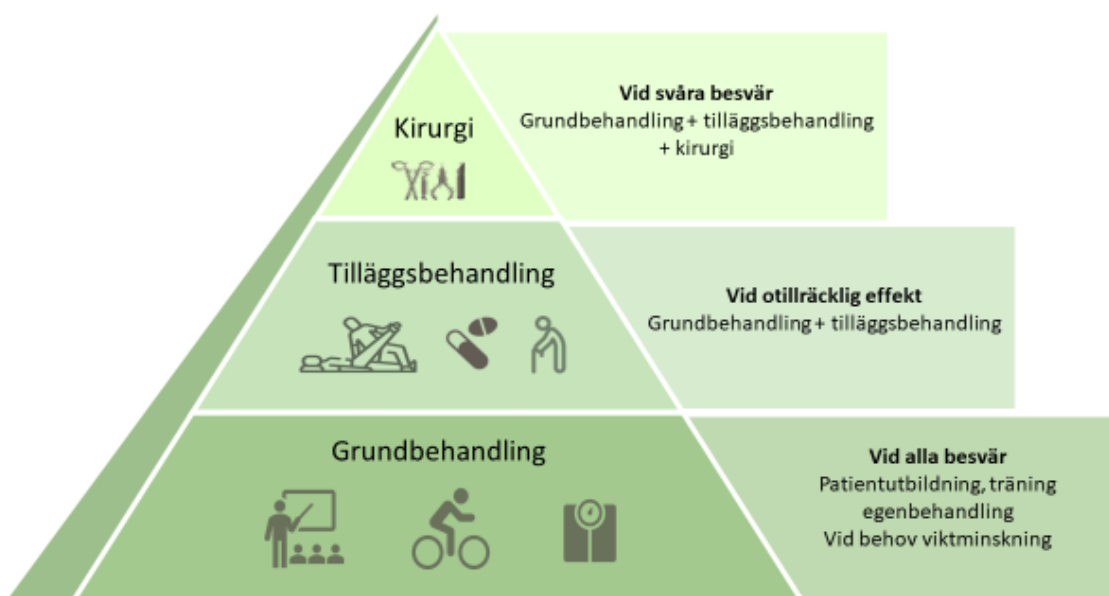 Kirurgi
Vid svåra besvär
Grundbehandling + tilläggsbehandling
+ kirurgi
Tilläggsbehandling
Vid otillräcklig effekt
Grundbehandling + tilläggsbehandling
Grundbehandling
Vid alla besvär
Patientutbildning, träning
egenbehandling
Vid behov viktminskning